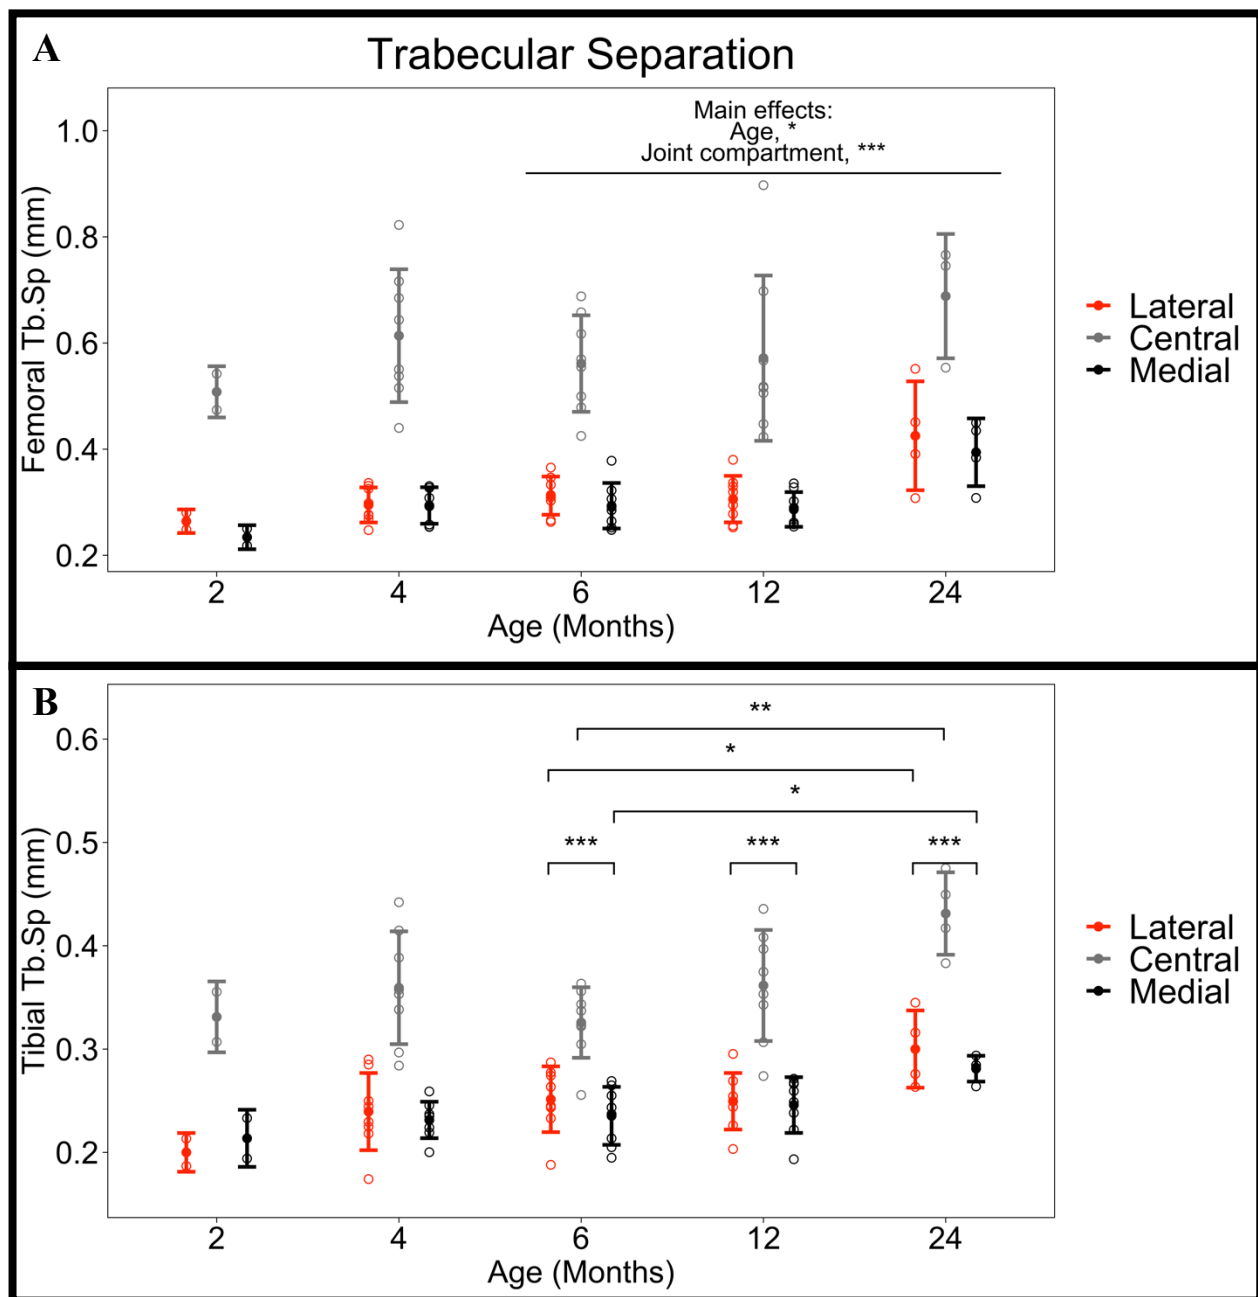 A
Trabecular Separation
Main effects:
Age, *
Joint compartment, ***
1.0
0.8
0.6
0.4
0.2
Femoral Tb.Sp (mm)
2 4 6 12 24
Age (Months)
Lateral
Central
Medial
B
**
*
*
*** *** ***
0.6
0.5
0.4
0.3
0.2
Tibial Tb.Sp (mm)
2 4 6 12 24
Age (Months)
Lateral
Central
Medial